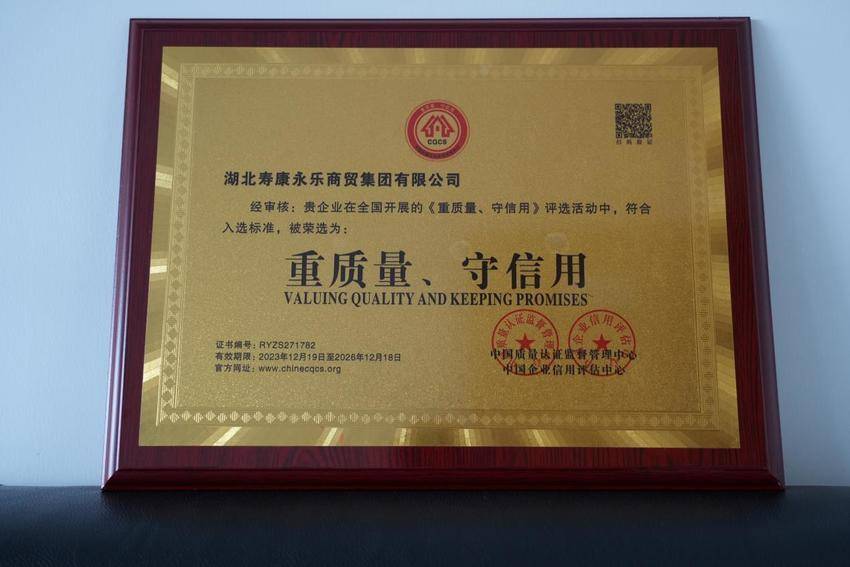 CQCS
扫码验证
湖北寿康永乐商贸集团有限公司
经审核：贵企业在全国开展的《重质量、守信用》评选活动中，符合
入选标准，被荣选为：
重质量、守信用
VALUING QUALITY AND KEEPING PROMISES
证书编号：RYZS271782
有效期限：2023年12月19日至2026年12月18日
官方网址：www.chinecqcs.org
中国质量认证监督管理中心
中国企业信用评估中心